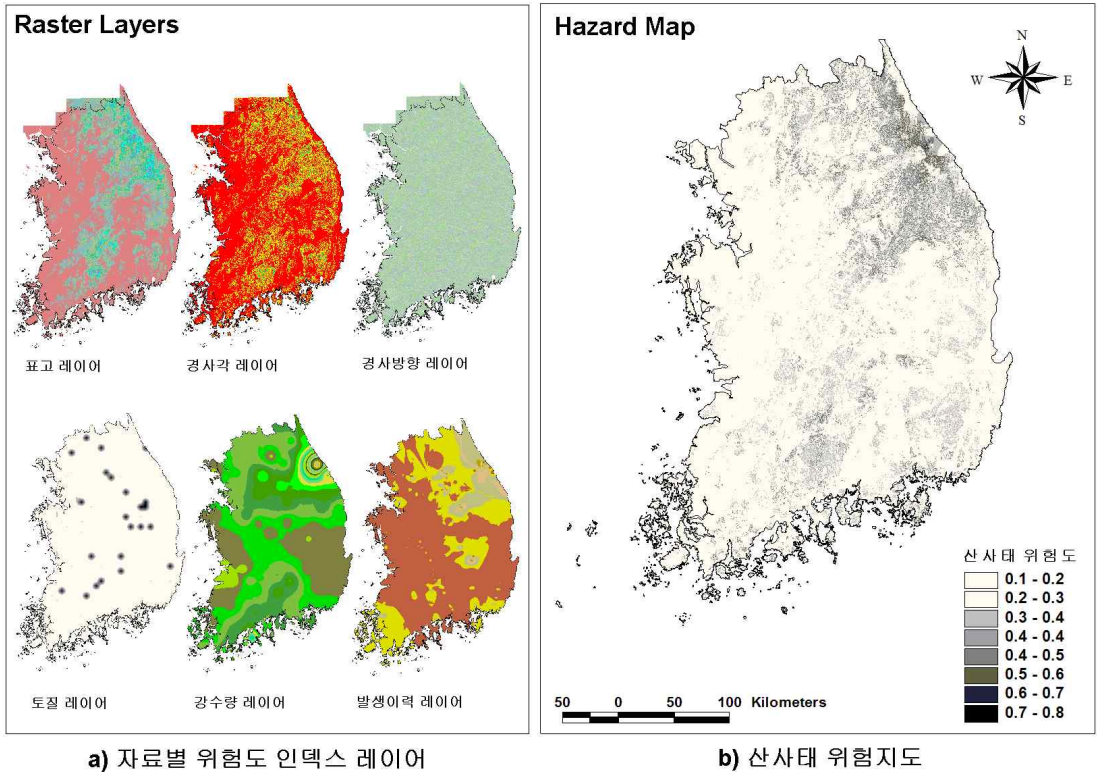 Raster Layers
표고 레이어
경사각 레이어
경사방향 레이어
토질 레이어
강수량 레이어
발생이력 레이어
a) 자료별 위험도 인덱스 레이어
Hazard Map
N
W E
S
산사태 위험도
0.1 - 0.2
0.2 - 0.3
0.3 - 0.4
0.4 - 0.4
0.4 - 0.5
0.5 - 0.6
0.6 - 0.7
0.7 - 0.8
50 0 50 100 Kilometers
b) 산사태 위험지도